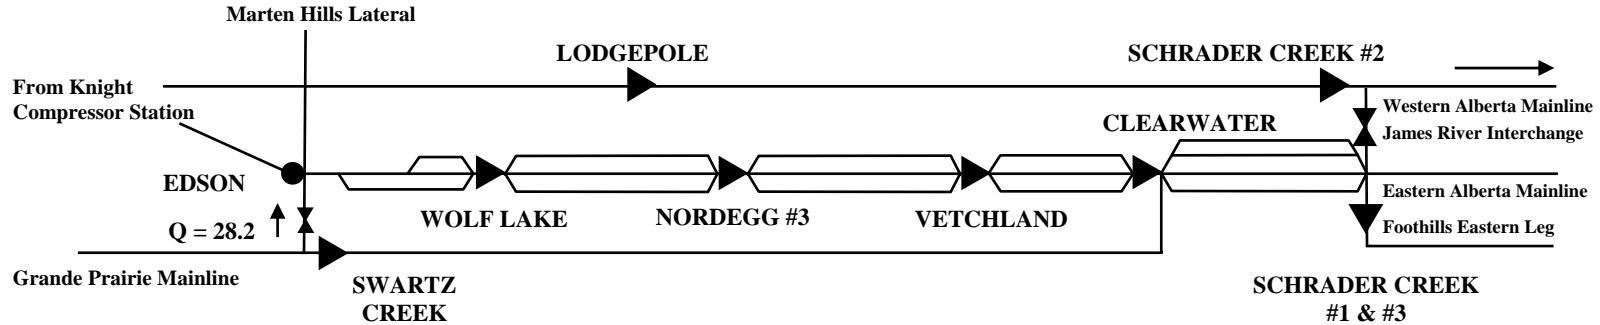 Marten Hills Lateral
LODGEPOLE
SCHRADER CREEK #2
From Knight
Compressor Station
Western Alberta Mainline
CLEARWATER
James River Interchange
EDSON
Eastern Alberta Mainline
WOLF LAKE
NORDEGG #3
VETCHLAND
Q = 28.2
Foothills Eastern Leg
Grande Prairie Mainline
SWARTZ
CREEK
SCHRADER CREEK
#1 & #3